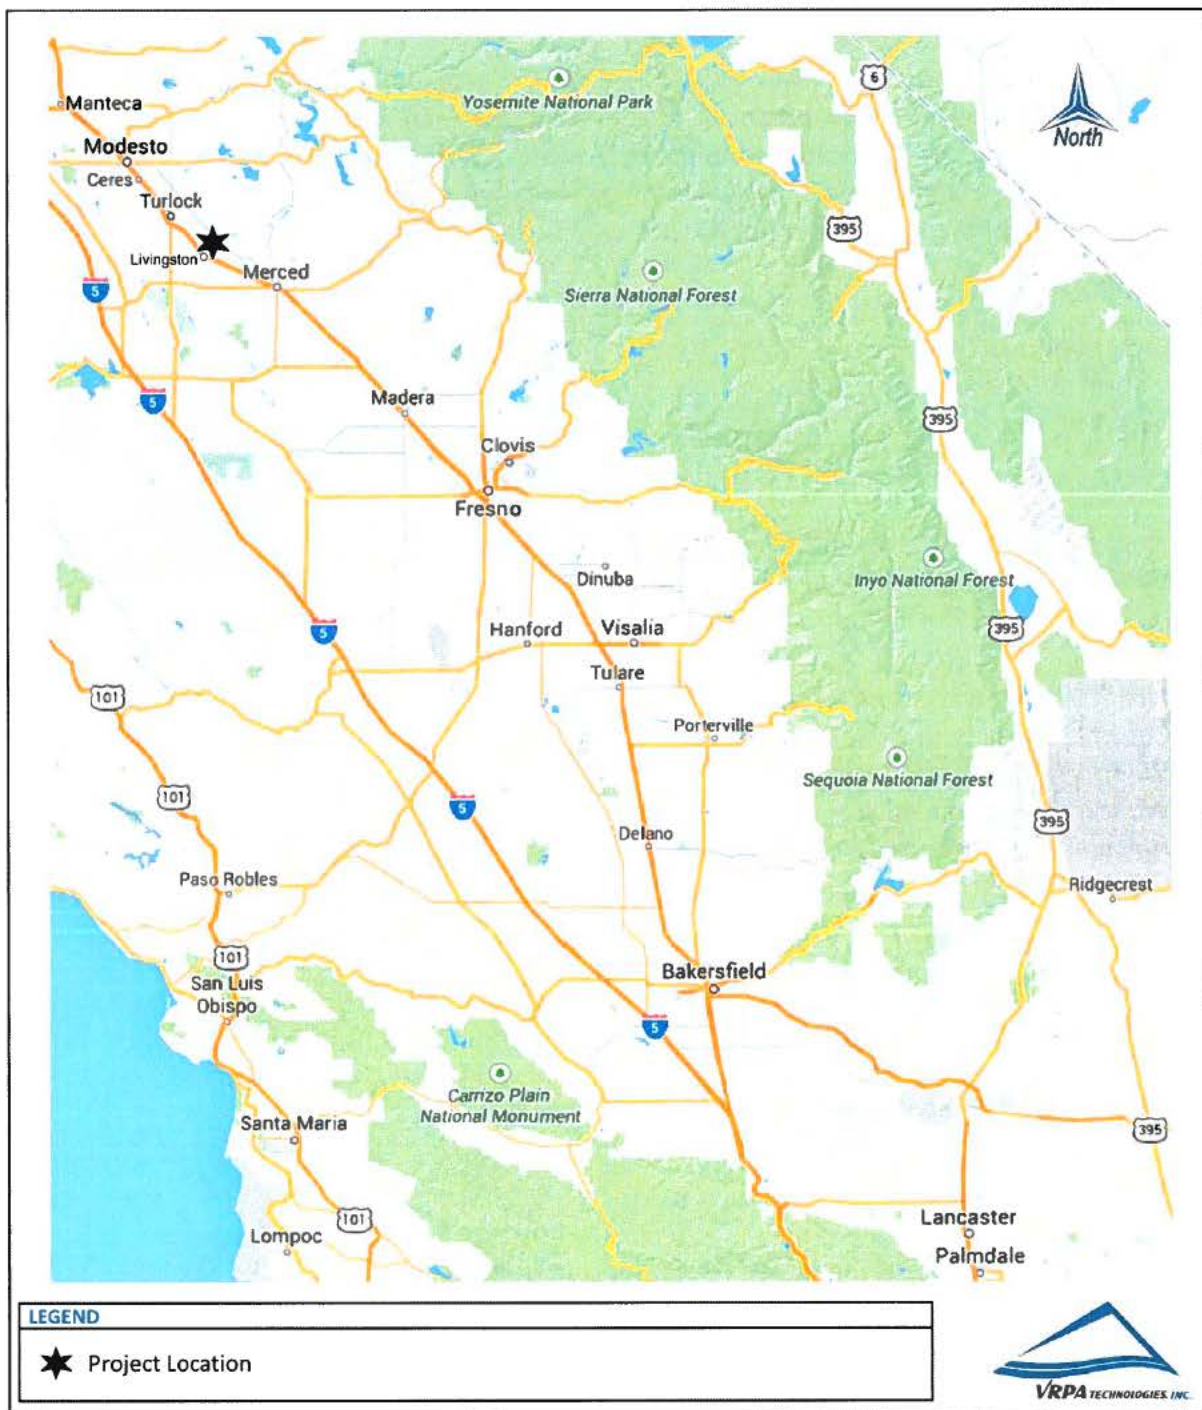 6
Yosemite National Park
North
Manteca
Modesto
Ceres
Turlock
395
Livingston
Merced
Sierra National Forest
5
5
Madera
395
Clovis
Fresno
Dinuba
Inyo National Forest
5
Hanford
Visalia
395
Tulare
101
Porterville
Sequoia National Forest
101
5
395
Delano
Paso Robles
Ridgecrest
101
Bakersfield
San Luis
Obispo
5
Carrizo Plain
National Monument
Santa Maria
395
101
Lancaster
Lompoc
Palmdale
LEGEND
Project Location
VRPA TECHNOLOGIES, INC.